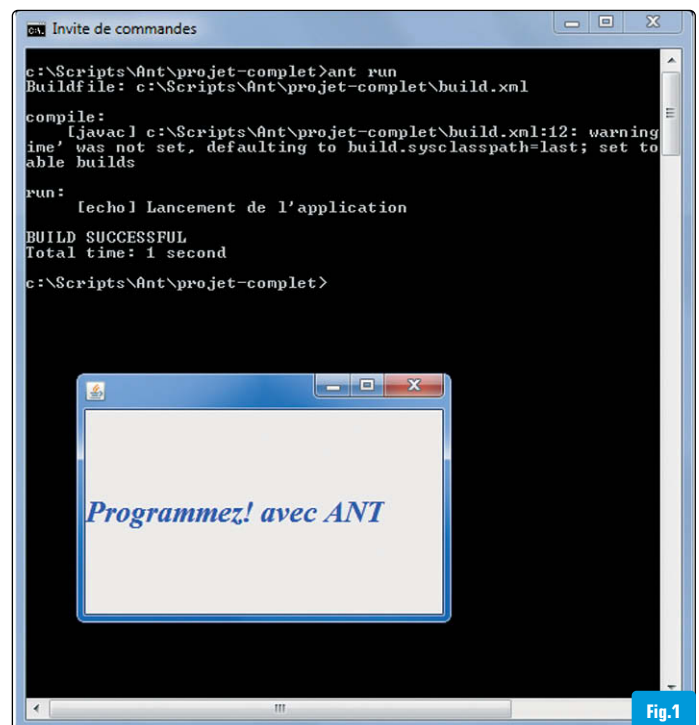 Invite de commandes
c:\Scripts\Ant\projet-complet>ant run
Buildfile: c:\Scripts\Ant\projet-complet\build.xml
compile:
[javac] c:\Scripts\Ant\projet-complet\build.xml:12: warning
ime' was not set, defaulting to build.sysclasspath=last; set to
able builds
run:
[echo] Lancement de l'application
BUILD SUCCESSFUL
Total time: 1 second
c:\Scripts\Ant\projet-complet>
Programmez! avec ANT
Fig.1